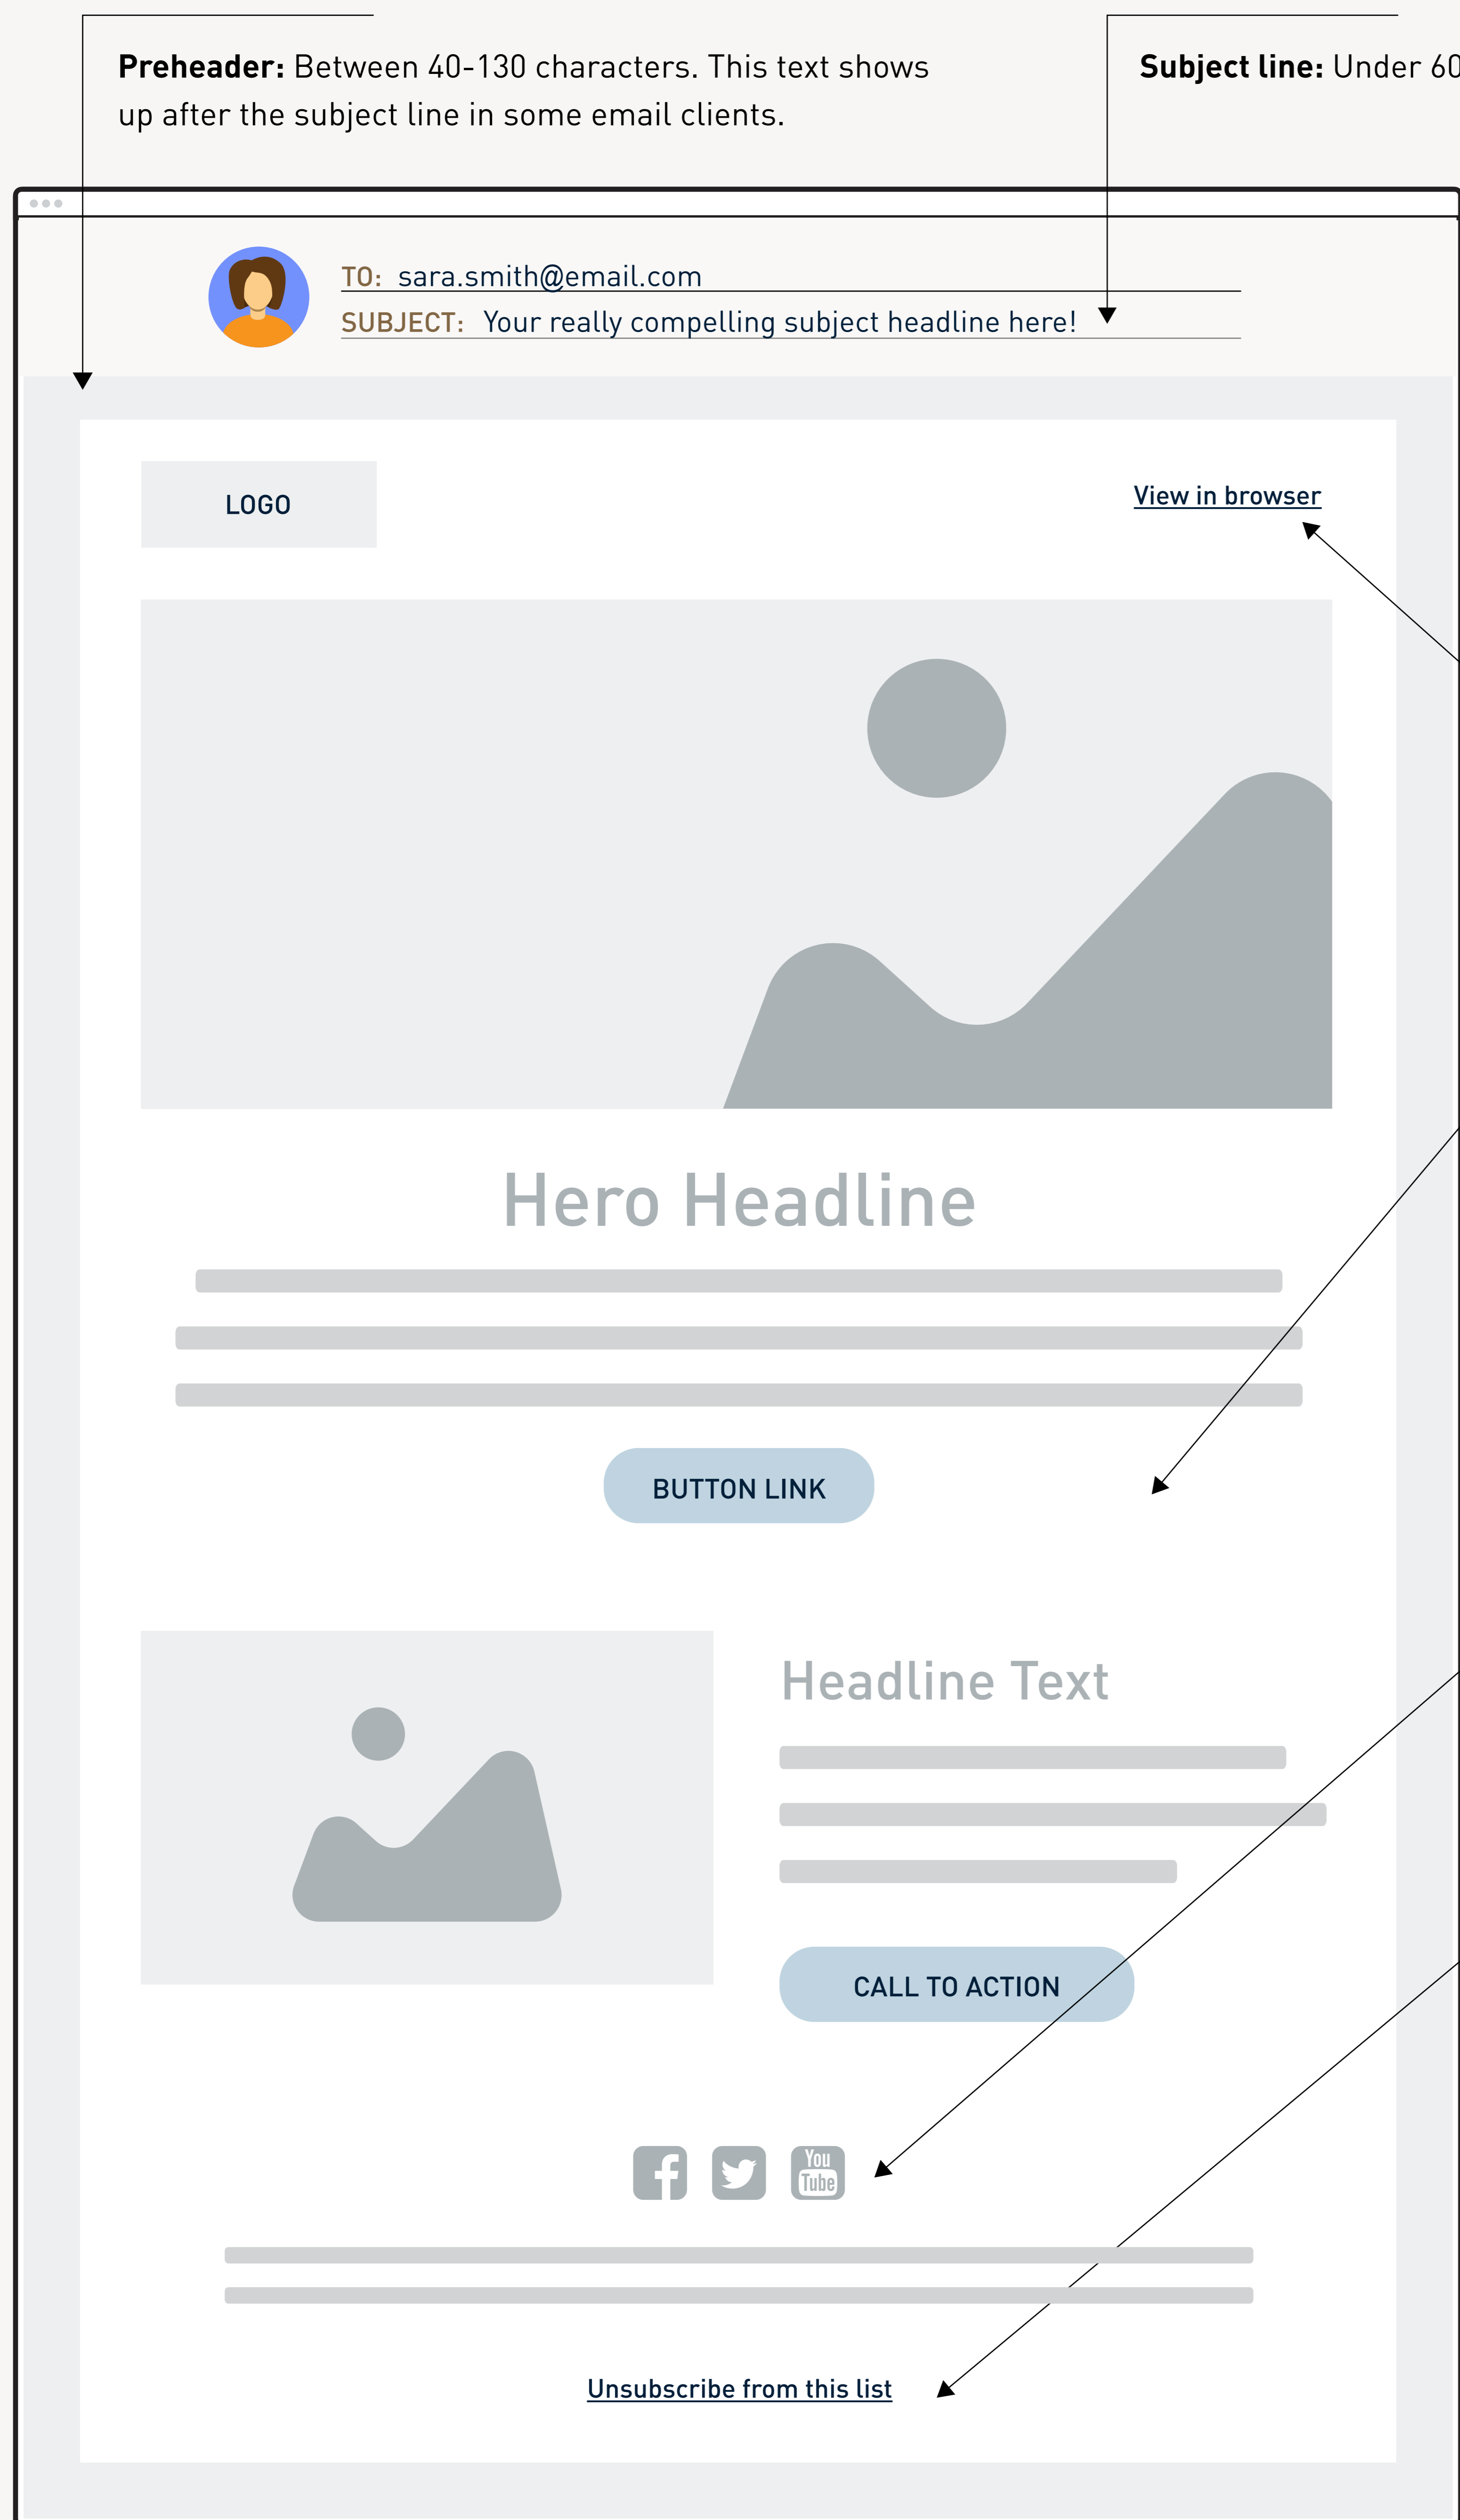 Preheader: Between 40-130 characters. This text shows
up after the subject line in some email clients.
Subject line: Under 60
TO: sara.smith@email.com
SUBJECT: Your really compelling subject headline here!
LOGO
View in browser
Hero Headline
BUTTON LINK
Headline Text
CALL TO ACTION
You
Tube
Unsubscribe from this list